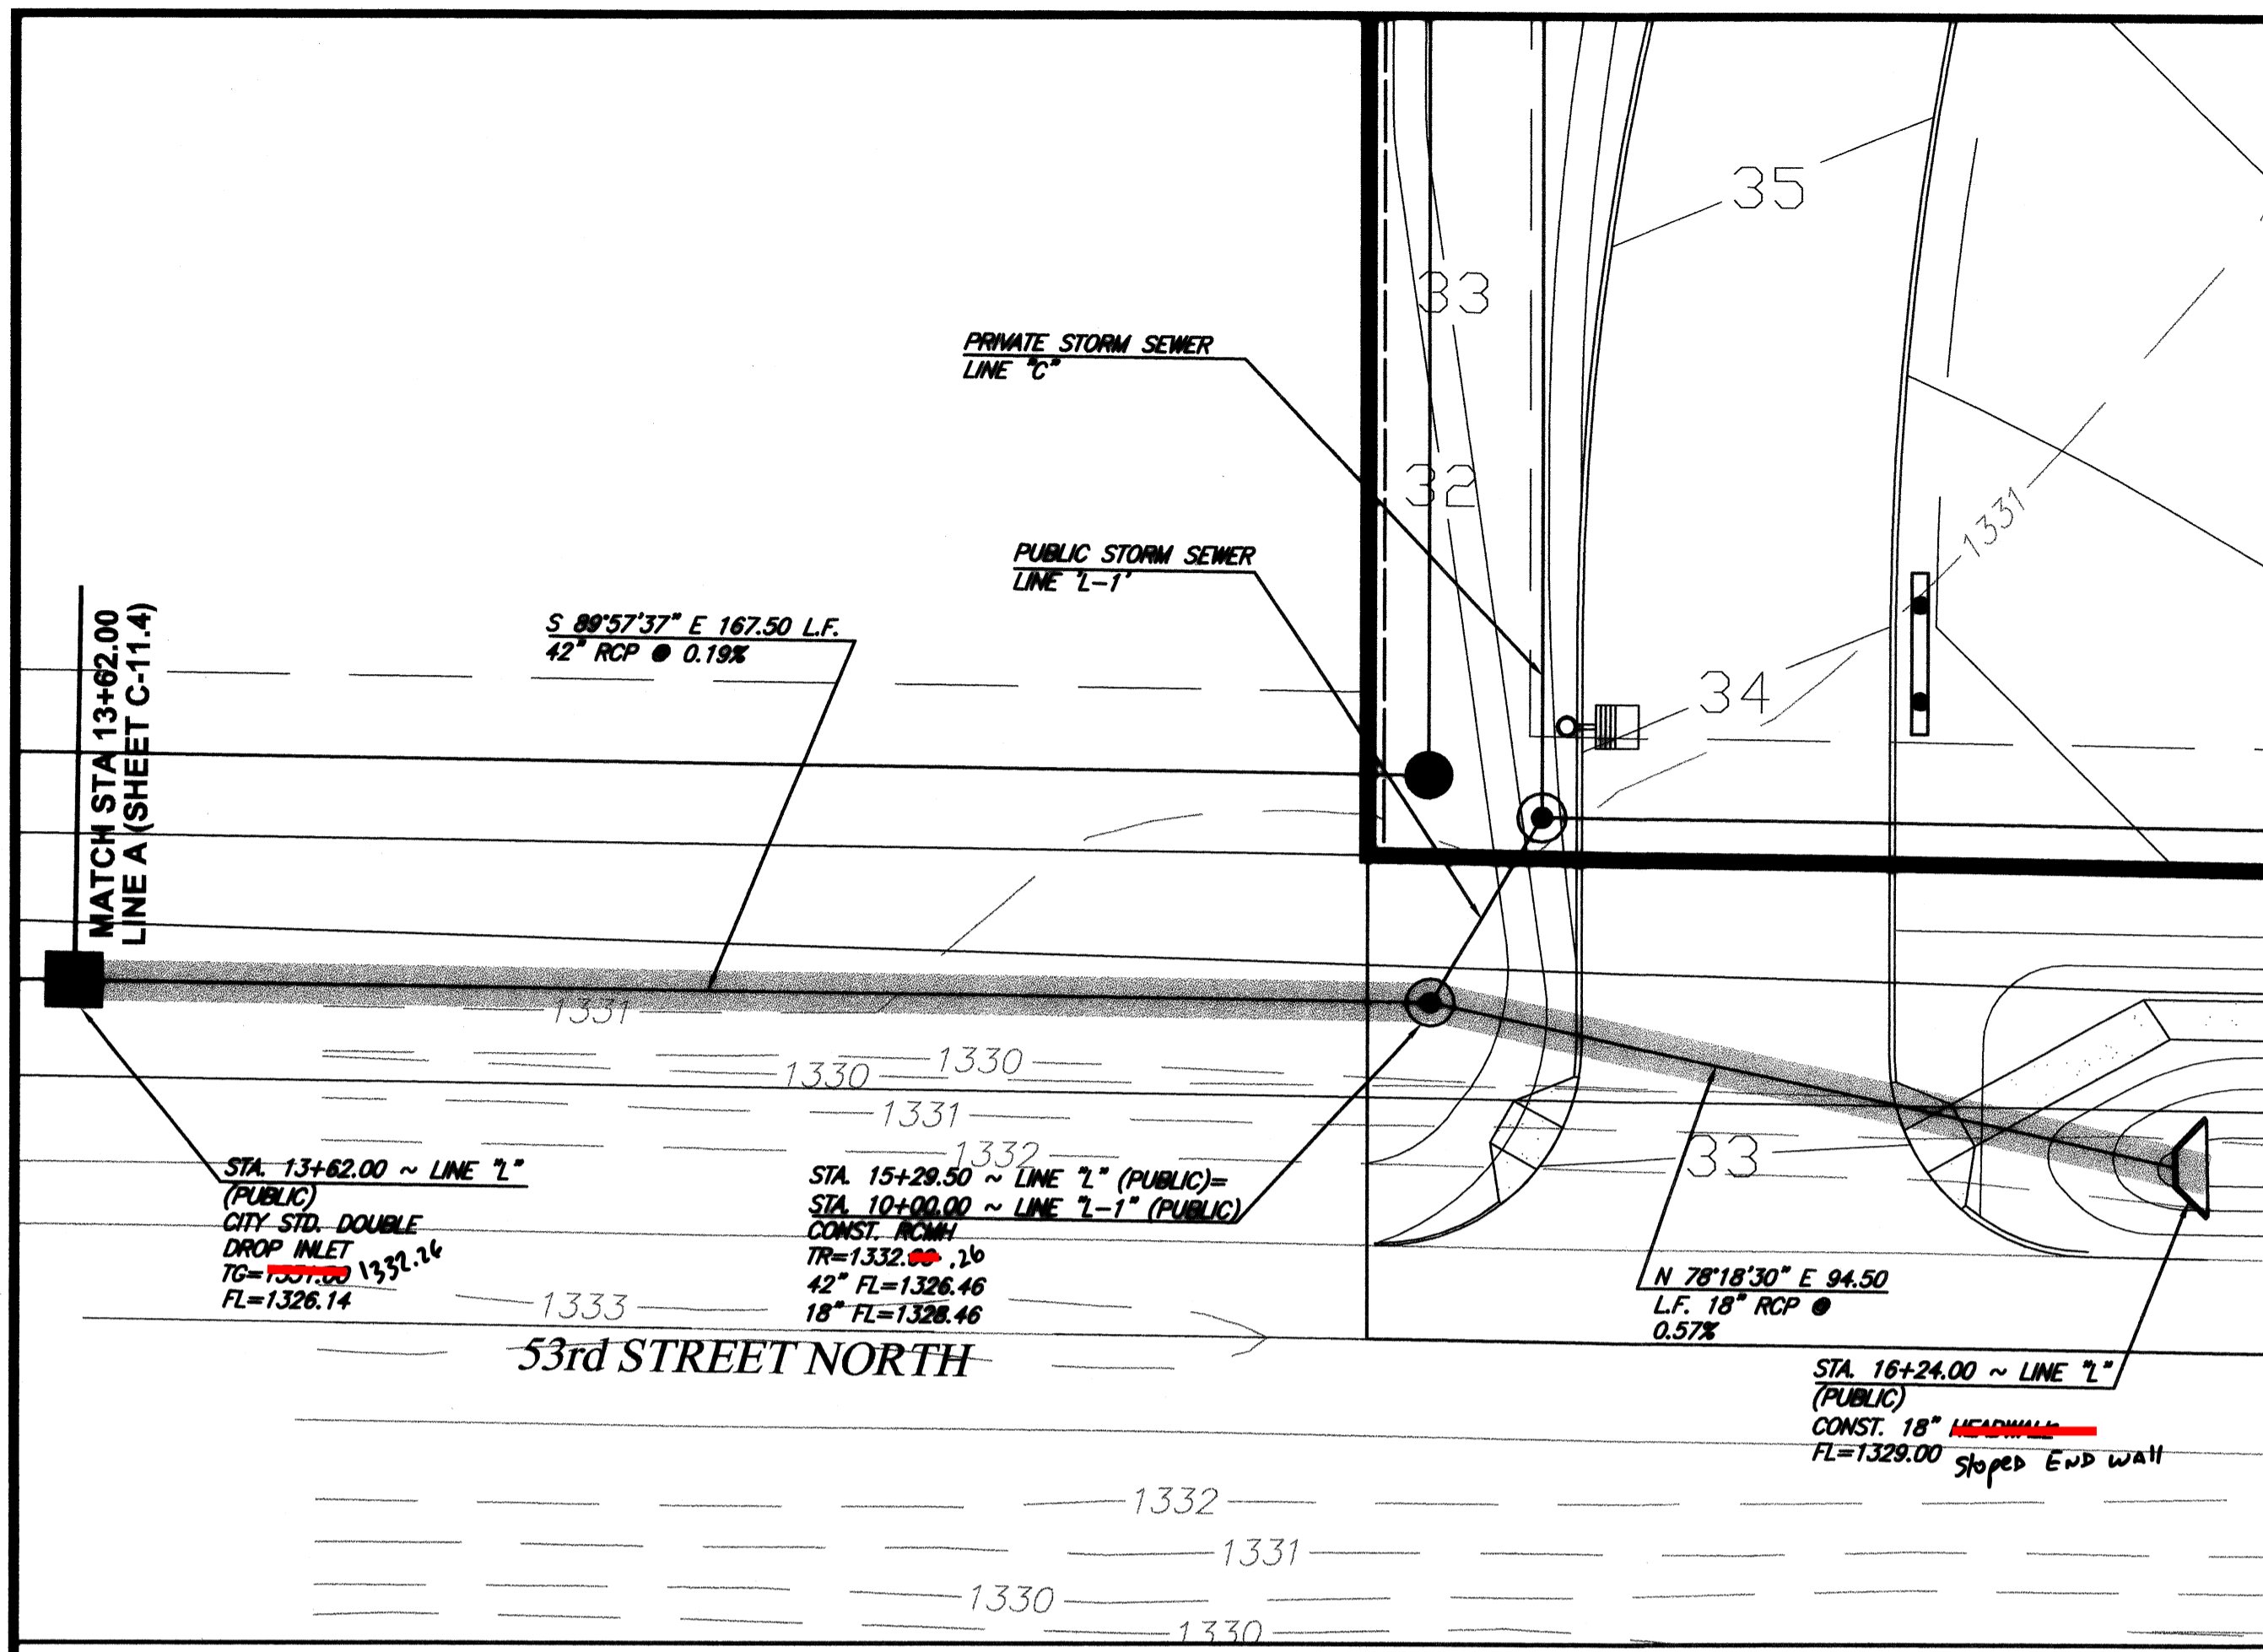 35
33
PRIVATE STORM SEWER
LINE "C"
32
1331
PUBLIC STORM SEWER
LINE 'L-1'
MATCH STA 13+62.00
LINE A (SHEET C-11.4)
S 89°57'37" E 167.50 L.F.
42" RCP @ 0.19%
34
1331
1330
1330
1331
1332
33
STA. 13+62.00 ~ LINE "L"
(PUBLIC)
CITY STD. DOUBLE
DROP INLET
TG= 1332.26
FL=1326.14
STA. 15+29.50 ~ LINE "L" (PUBLIC)=
STA. 10+00.00 ~ LINE "L-1" (PUBLIC)
CONST. RCMH
TR=1332. .26
42" FL=1326.46
18" FL=1328.46
N 78°18'30" E 94.50
L.F. 18" RCP @
0.57%
1333
53rd STREET NORTH
STA. 16+24.00 ~ LINE "L"
(PUBLIC)
CONST. 18" HEADWALL
FL=1329.00 Sloped END WALL
1332
1331
1330
1330